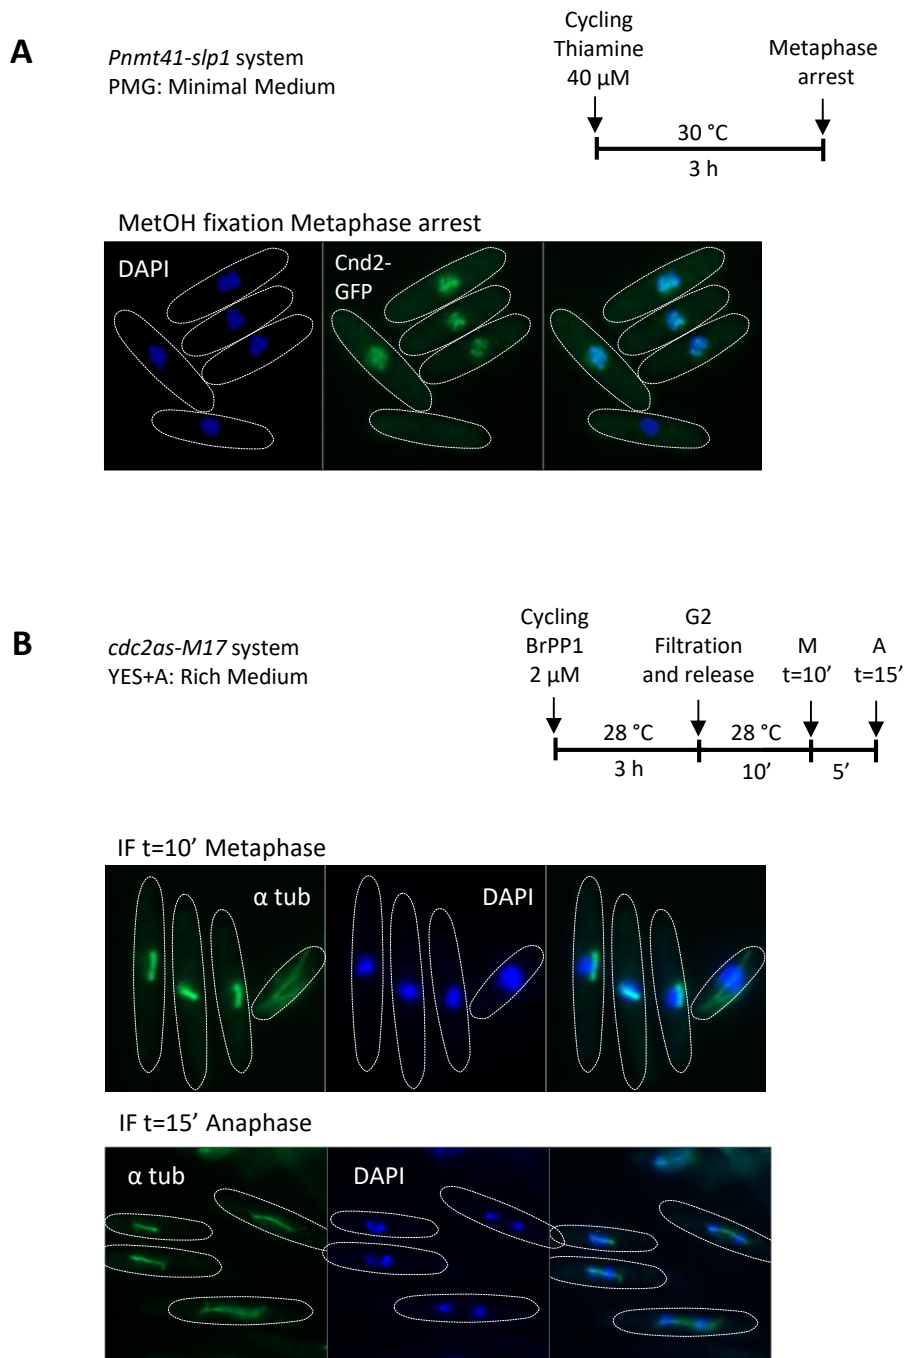 A
Pnmt41-slp1 system
PMG: Minimal Medium
Cycling
Thiamine
40 µM
Metaphase
arrest
30 °C
3 h
MetOH fixation Metaphase arrest
DAPI
Cnd2-
GFP
B
cdc2as-M17 system
YES+A: Rich Medium
Cycling
BrPP1
2 µM
G2
Filtration
and release
M
t=10’
A
t=15’
28 °C
28 °C
3 h
10’
5’
IF t=10’ Metaphase
α tub
DAPI
IF t=15’ Anaphase
α tub
DAPI